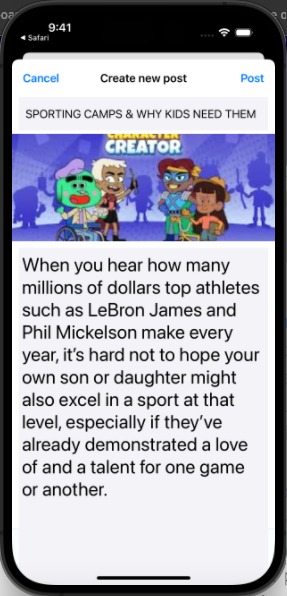 9:41
◀ Safari
Cancel
Create new post
Post
SPORTING CAMPS & WHY KIDS NEED THEM
CHARACTER
CREATOR
When you hear how many
millions of dollars top athletes
such as LeBron James and
Phil Mickelson make every
year, it’s hard not to hope your
own son or daughter might
also excel in a sport at that
level, especially if they’ve
already demonstrated a love
of and a talent for one game
or another.